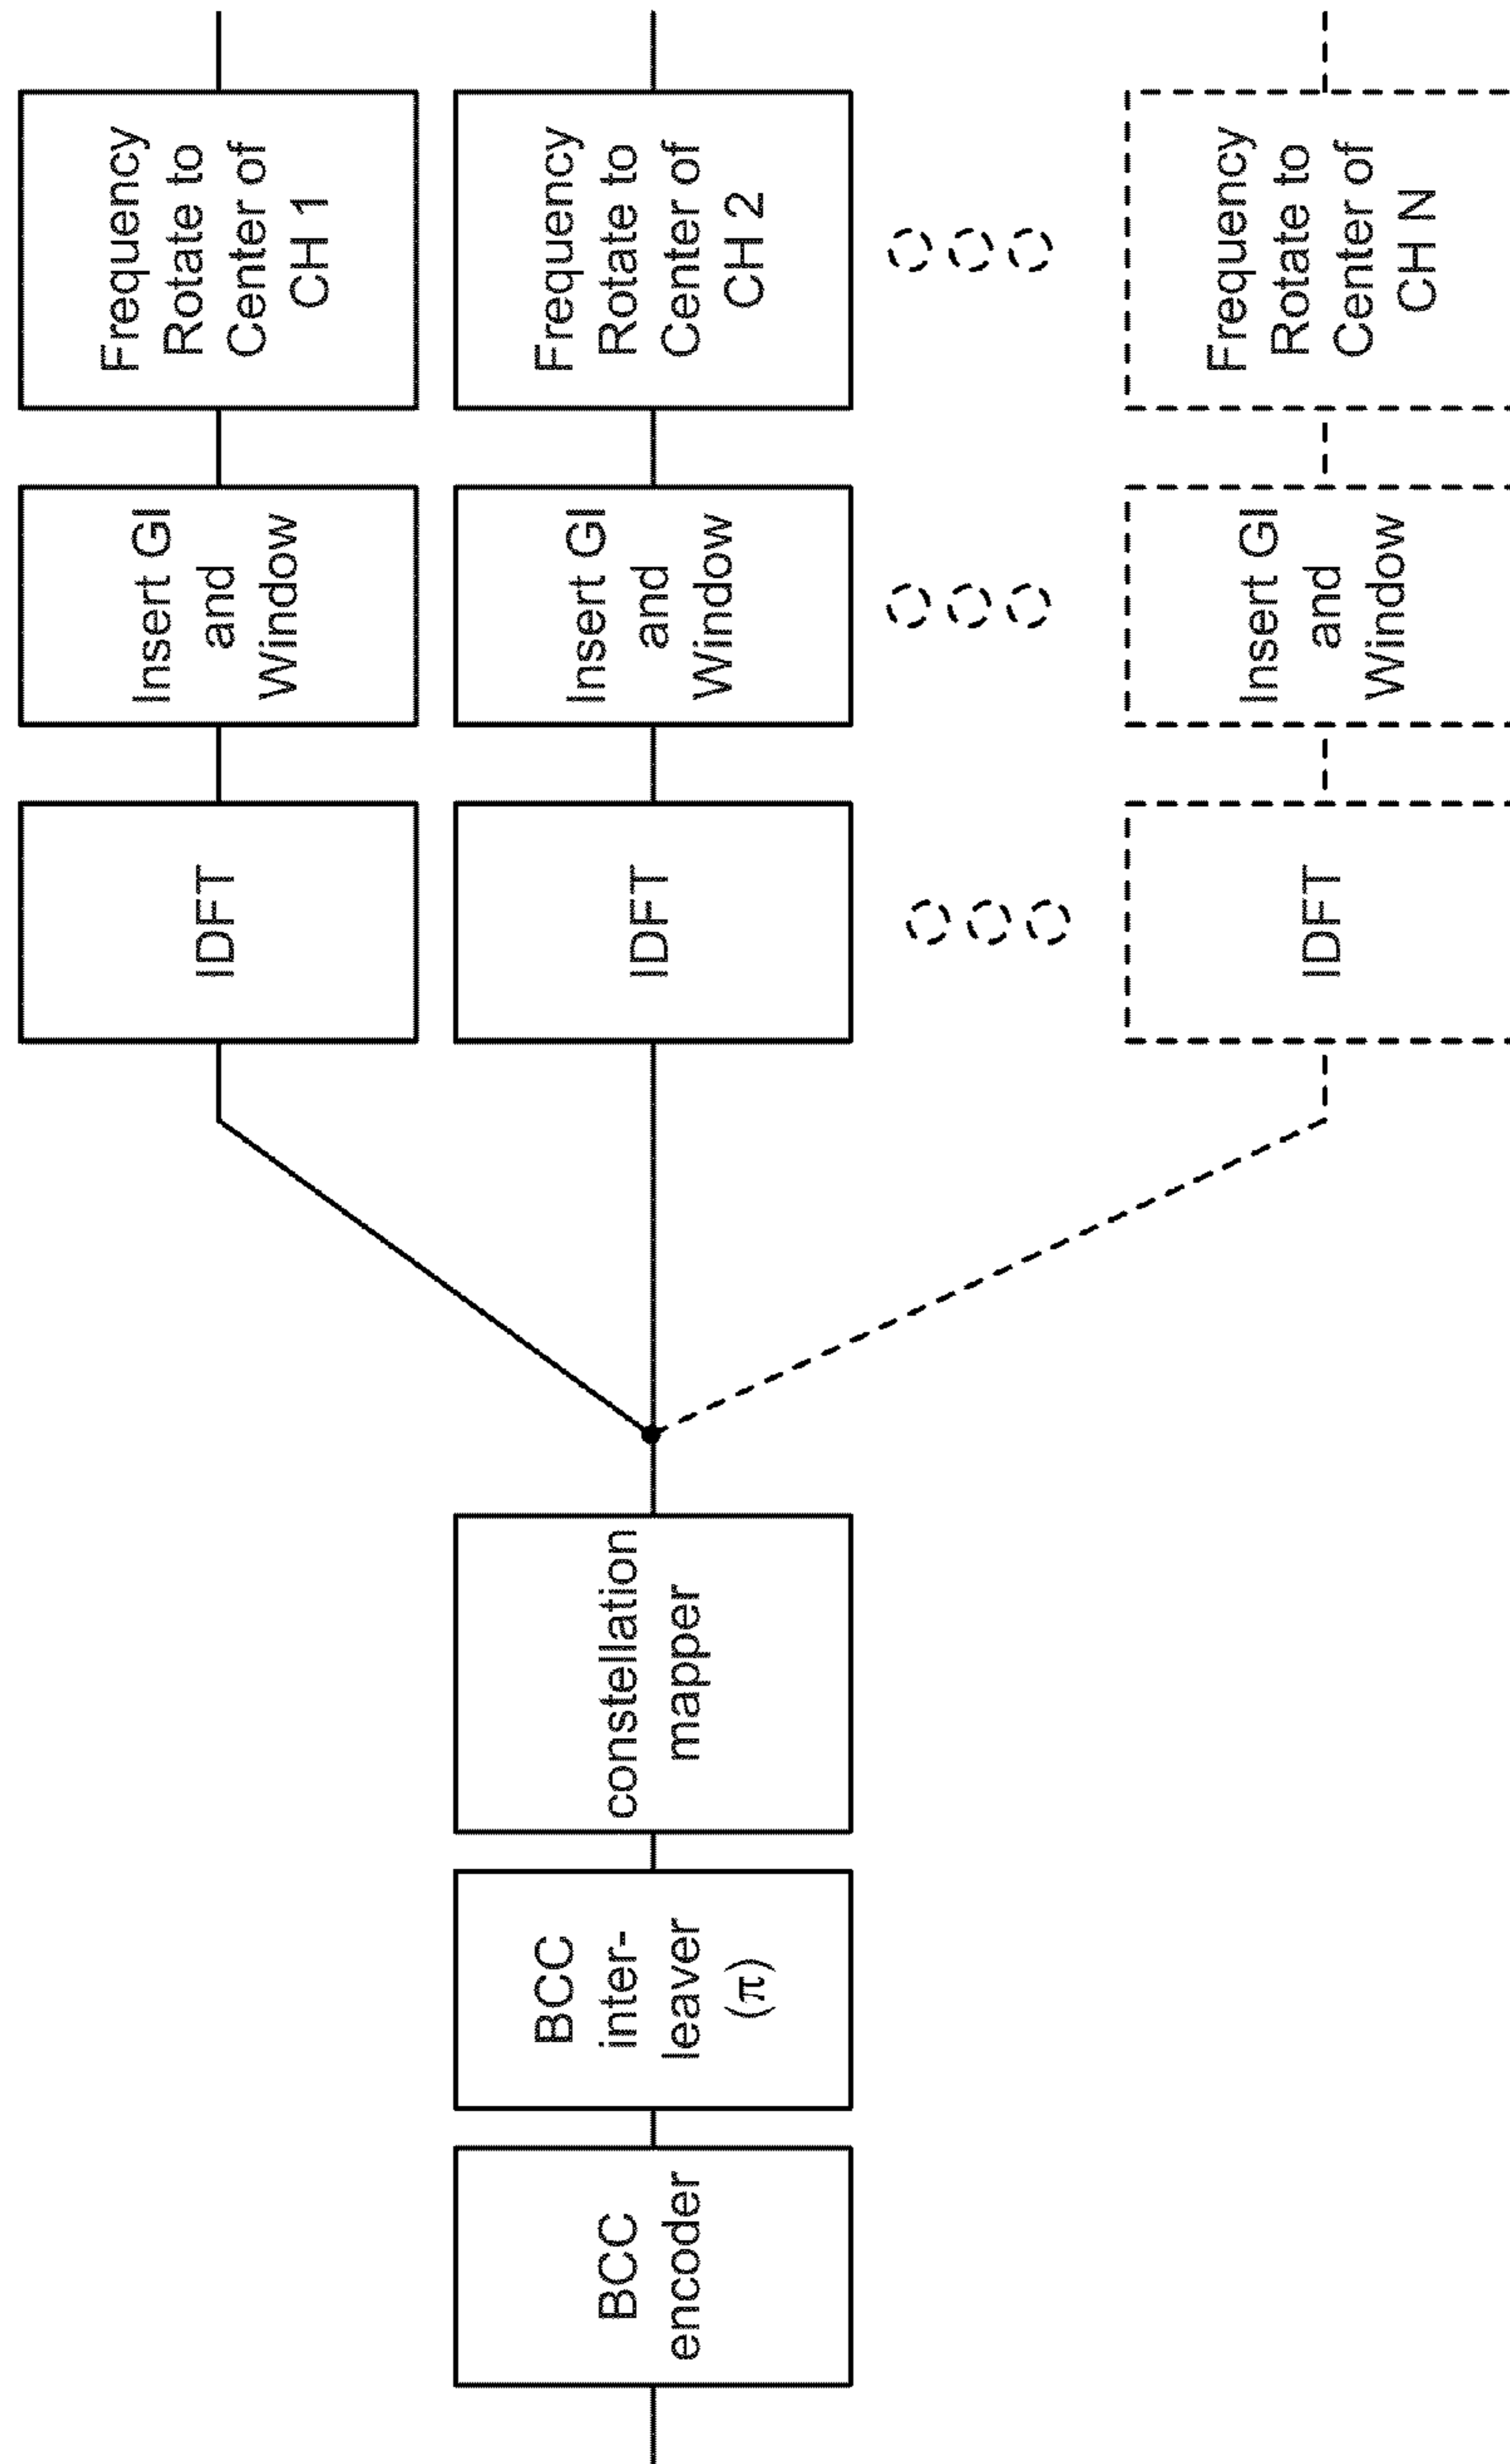 BCC
encoder
BCC
inter-
leaver
(π)
constellation
mapper
IDFT
Insert GI
and
Window
Frequency
Rotate to
Center of
CH 1
IDFT
Insert GI
and
Window
Frequency
Rotate to
Center of
CH 2
IDFT
Insert GI
and
Window
Frequency
Rotate to
Center of
CH N